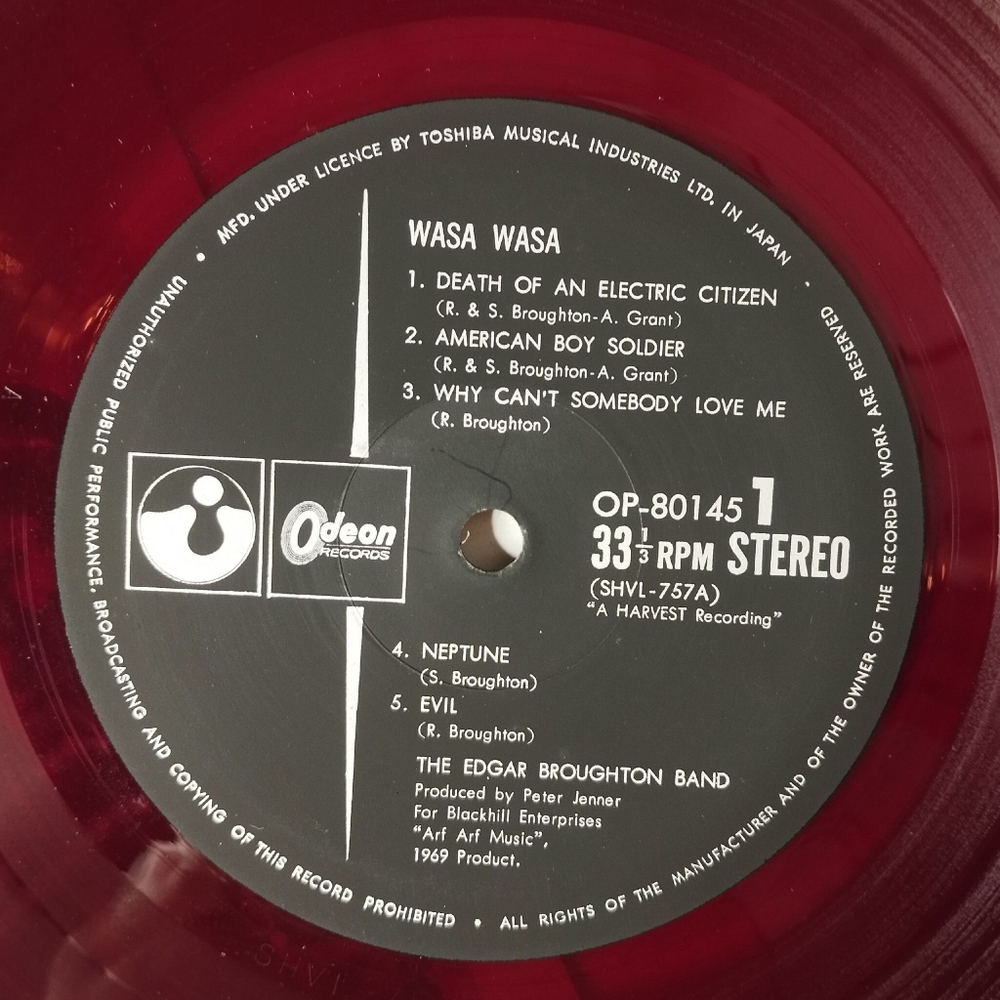 MFD. UNDER LICENCE BY TOSHIBA MUSICAL INDUSTRIES LTD. IN JAPAN •
WASA WASA
1. DEATH OF AN ELECTRIC CITIZEN
(R. & S. Broughton-A. Grant)
2. AMERICAN BOY SOLDIER
(R. & S. Broughton-A. Grant)
3. WHY CAN'T SOMEBODY LOVE ME
(R. Broughton)
Odeon
RECORDS
OP-80145 1
33 1/3 RPM STEREO
(SHVL-757A)
"A HARVEST Recording"
4. NEPTUNE
(S. Broughton)
5. EVIL
(R. Broughton)
THE EDGAR BROUGHTON BAND
Produced by Peter Jenner
For Blackhill Enterprises
"Arf Arf Music",
1969 Product.
ALL RIGHTS OF THE MANUFACTURER AND OF THE OWNER OF THE RECORDED WORK ARE RESERVED •
UNAUTHORIZED PUBLIC PERFORMANCE, BROADCASTING AND COPYING OF THIS RECORD PROHIBITED •
SHVL